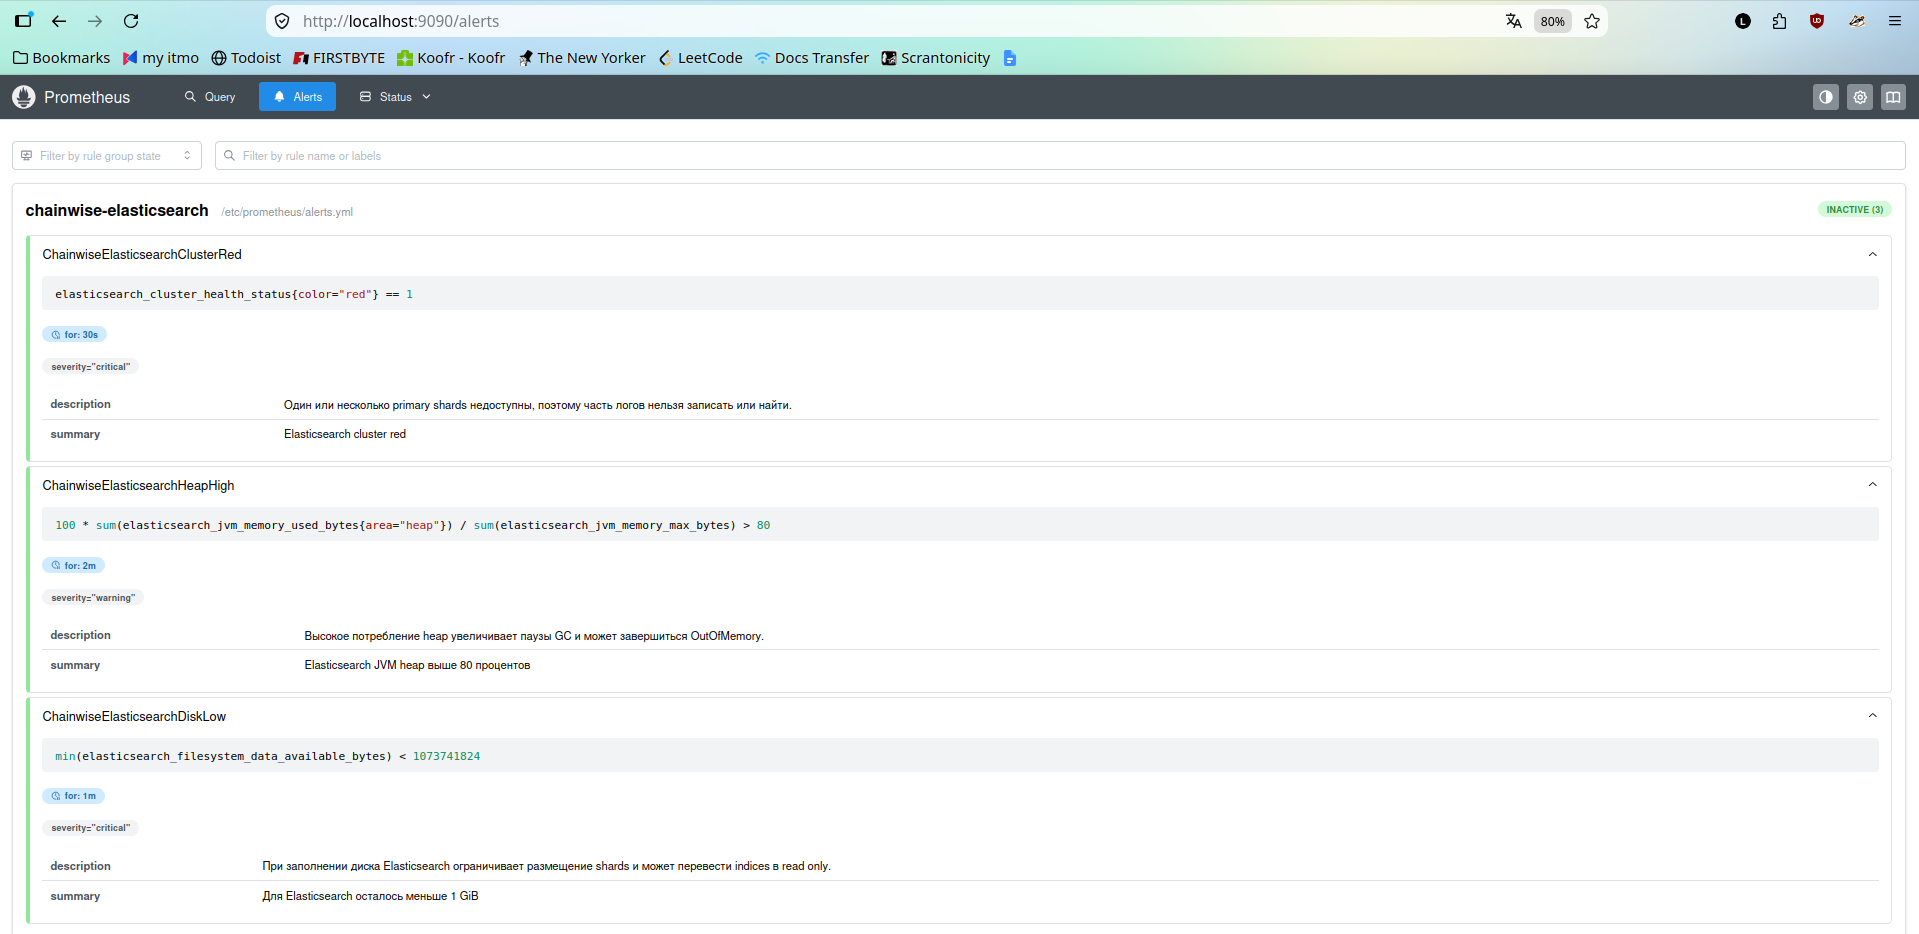 http://localhost:9090/alerts
80%
Bookmarks my itmo Todoist FIRSTBYTE Koofr - Koofr The New Yorker LeetCode Docs Transfer Scrantonicity
Prometheus Query Alerts Status
Filter by rule group state Filter by rule name or labels
chainwise-elasticsearch /etc/prometheus/alerts.yml INACTIVE (3)
ChainwiseElasticsearchClusterRed
elasticsearch_cluster_health_status{color="red"} == 1
for: 30s
severity="critical"
description Один или несколько primary shards недоступны, поэтому часть логов нельзя записать или найти.
summary Elasticsearch cluster red
ChainwiseElasticsearchHeapHigh
100 * sum(elasticsearch_jvm_memory_used_bytes{area="heap"}) / sum(elasticsearch_jvm_memory_max_bytes) > 80
for: 2m
severity="warning"
description Высокое потребление heap увеличивает паузы GC и может завершиться OutOfMemory.
summary Elasticsearch JVM heap выше 80 процентов
ChainwiseElasticsearchDiskLow
min(elasticsearch_filesystem_data_available_bytes) < 1073741824
for: 1m
severity="critical"
description При заполнении диска Elasticsearch ограничивает размещение shards и может перевести indices в read only.
summary Для Elasticsearch осталось меньше 1 GiB